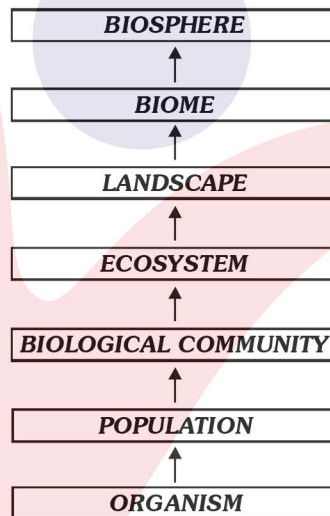 BIOSPHERE
BIOME
LANDSCAPE
ECOSYSTEM
BIOLOGICAL COMMUNITY
POPULATION
ORGANISM